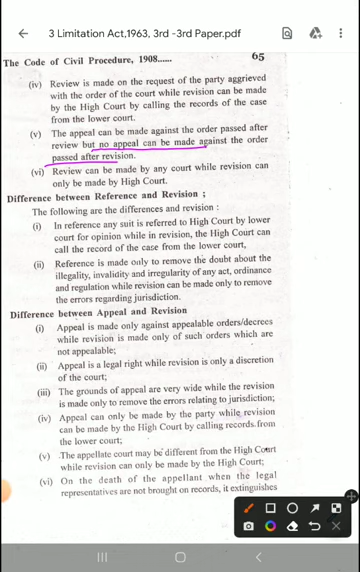 3 Limitation Act,1963, 3rd -3rd Paper.pdf
The Code of Civil Procedure, 1908...... 65
(iv) Review is made on the request of the party aggrieved
with the order of the court while revision can be made
by the High Court by calling the records of the case
from the lower court.
(v) The appeal can be made against the order passed after
review but no appeal can be made against the order
passed after revision.
(vi) Review can be made by any court while revision can
only be made by High Court.
Difference between Reference and Revision ;
The following are the differences and revision :
(i) In reference any suit is referred to High Court by lower
court for opinion while in revision, the High Court can
call the record of the case from the lower court,
(ii) Reference is made only to remove the doubt about the
illegality, invalidity and irregularity of any act, ordinance
and regulation while revision can be made only to remove
the errors regarding jurisdiction.
Difference between Appeal and Revision
(i) Appeal is made only against appealable orders/decrees
while revision is made only of such orders which are
not appealable;
(ii) Appeal is a legal right while revision is only a discretion
of the court;
(iii) The grounds of appeal are very wide while the revision
is made only to remove the errors relating to jurisdiction;
(iv) Appeal can only be made by the party while revision
can be made by the High Court by calling records from
the lower court;
(v) The appellate court may be different from the High Court
while revision can only be made by the High Court;
(vi) On the death of the appellant when the legal
representatives are not brought on records, it extinguishes